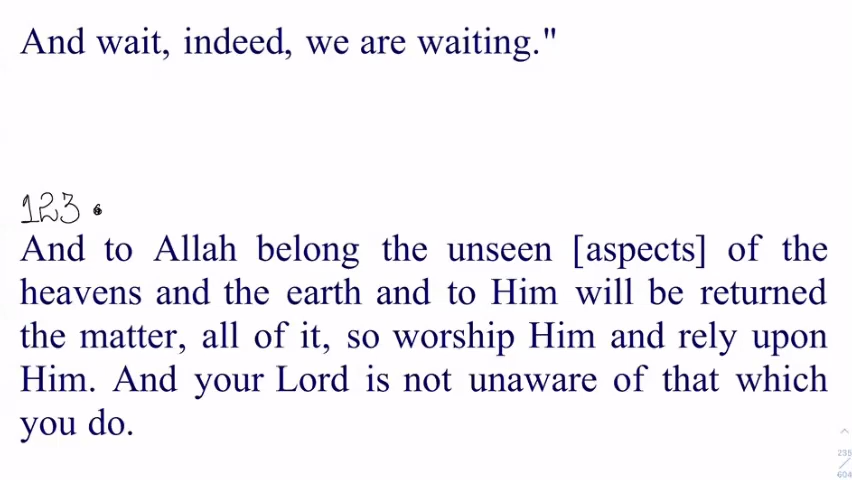 And wait, indeed, we are waiting."
123.
And to Allah belong the unseen [aspects] of the
heavens and the earth and to Him will be returned
the matter, all of it, so worship Him and rely upon
Him. And your Lord is not unaware of that which
you do.
235
/
604